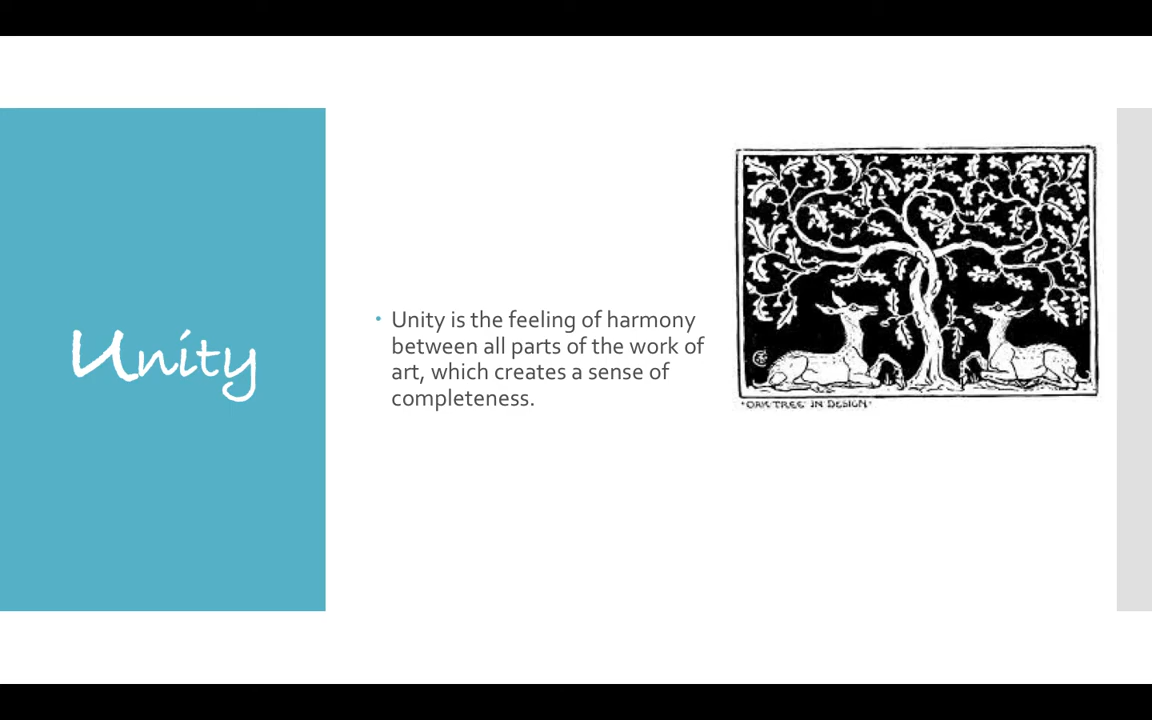 Unity
• Unity is the feeling of harmony
between all parts of the work of
art, which creates a sense of
completeness.
"OAK TREE" IN DESIGN"